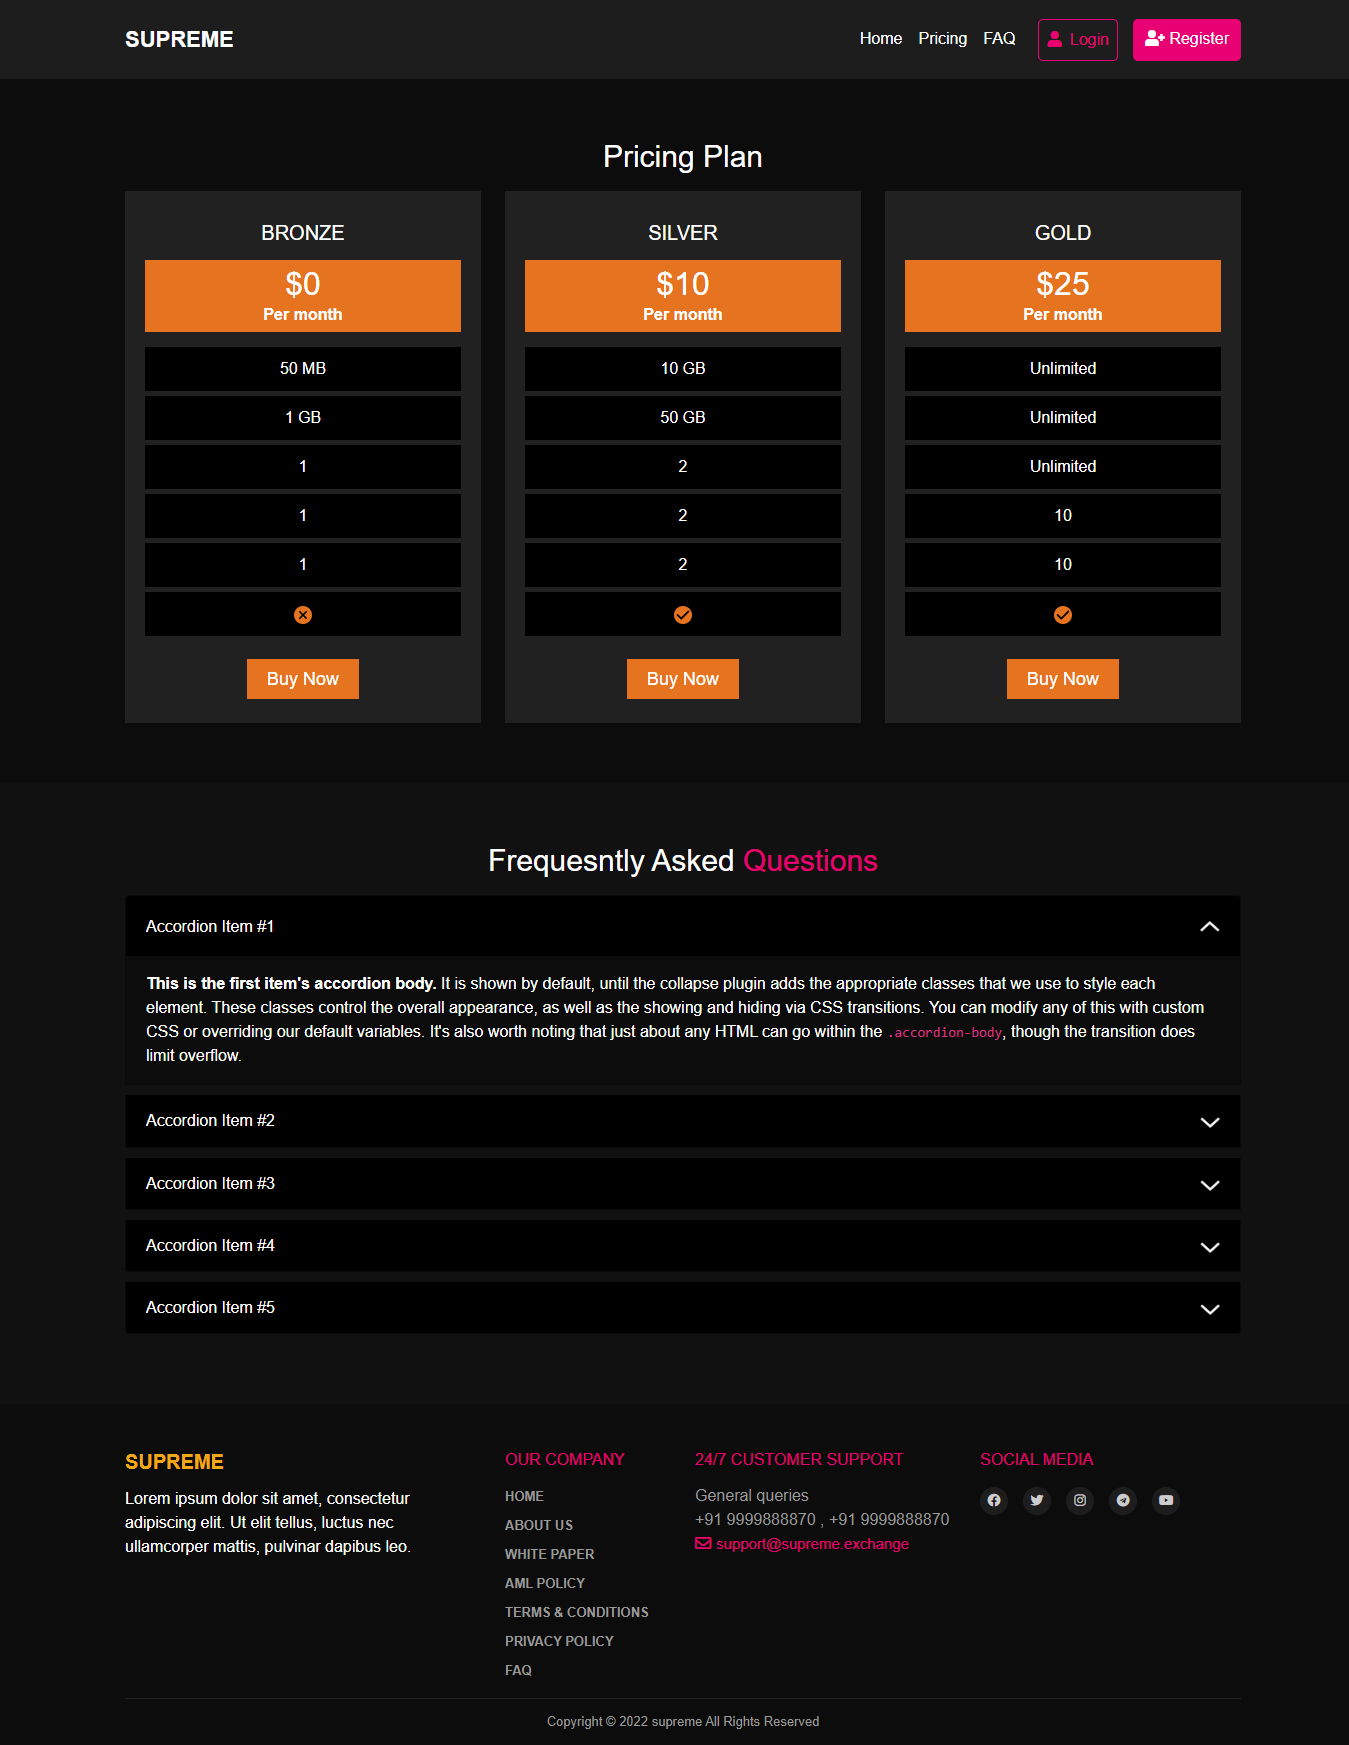 SUPREME
Home Pricing FAQ Login Register
Pricing Plan
BRONZE
$0
Per month
50 MB
1 GB
1
1
1
Buy Now
SILVER
$10
Per month
10 GB
50 GB
2
2
2
Buy Now
GOLD
$25
Per month
Unlimited
Unlimited
Unlimited
10
10
Buy Now
Frequesntly Asked Questions
Accordion Item #1
This is the first item's accordion body. It is shown by default, until the collapse plugin adds the appropriate classes that we use to style each
element. These classes control the overall appearance, as well as the showing and hiding via CSS transitions. You can modify any of this with custom
CSS or overriding our default variables. It's also worth noting that just about any HTML can go within the .accordion-body, though the transition does
limit overflow.
Accordion Item #2
Accordion Item #3
Accordion Item #4
Accordion Item #5
SUPREME
Lorem ipsum dolor sit amet, consectetur
adipiscing elit. Ut elit tellus, luctus nec
ullamcorper mattis, pulvinar dapibus leo.
OUR COMPANY
HOME
ABOUT US
WHITE PAPER
AML POLICY
TERMS & CONDITIONS
PRIVACY POLICY
FAQ
24/7 CUSTOMER SUPPORT
General queries
+91 9999888870 , +91 9999888870
support@supreme.exchange
SOCIAL MEDIA
Copyright © 2022 supreme All Rights Reserved